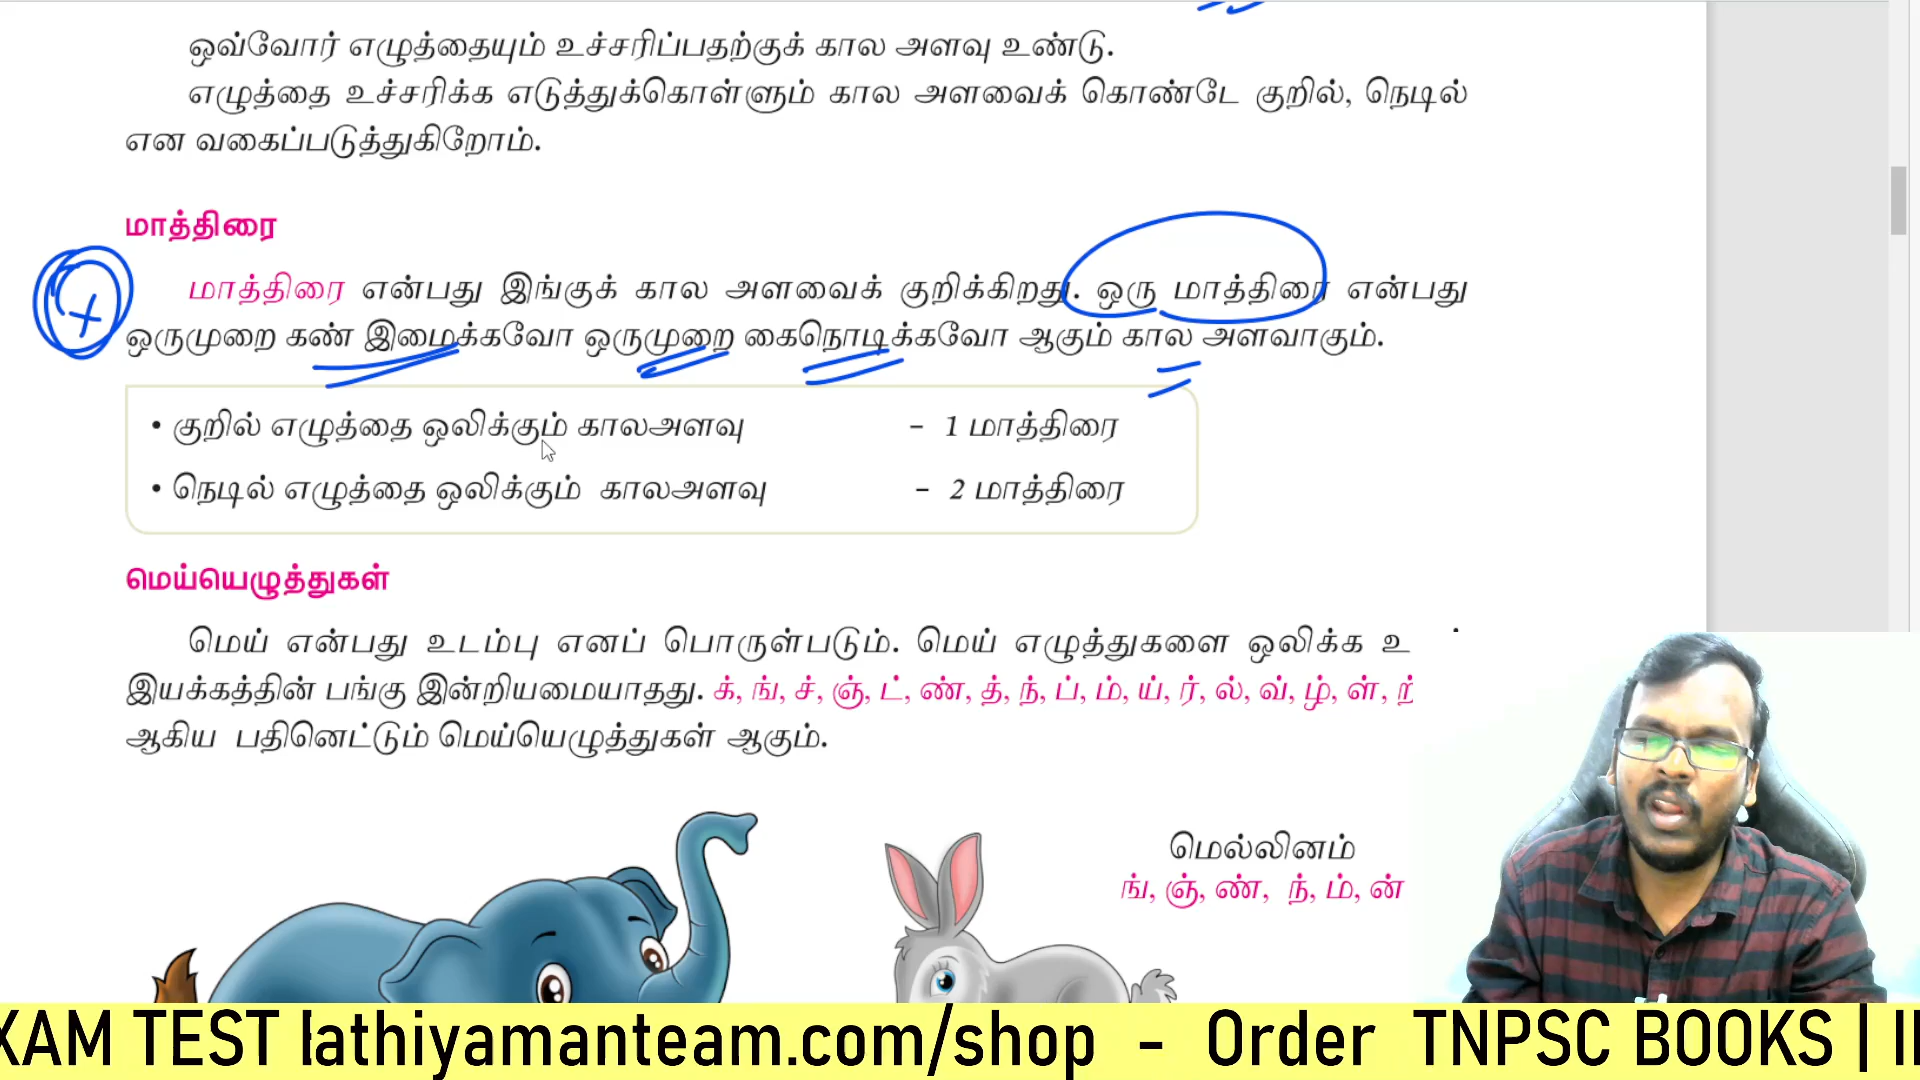 ஒவ்வோர் எழுத்தையும் உச்சரிப்பதற்குக் கால அளவு உண்டு.
எழுத்தை உச்சரிக்க எடுத்துக்கொள்ளும் கால அளவைக் கொண்டே குறில், நெடில்
என வகைப்படுத்துகிறோம்.
மாத்திரை
மாத்திரை என்பது இங்குக் கால அளவைக் குறிக்கிறது. ஒரு மாத்திரை என்பது
ஒருமுறை கண் இமைக்கவோ ஒருமுறை கைநொடிக்கவோ ஆகும் கால அளவாகும்.
• குறில் எழுத்தை ஒலிக்கும் காலஅளவு - 1 மாத்திரை
• நெடில் எழுத்தை ஒலிக்கும் காலஅளவு - 2 மாத்திரை
மெய்யெழுத்துகள்
மெய் என்பது உடம்பு எனப் பொருள்படும். மெய் எழுத்துகளை ஒலிக்க உ
இயக்கத்தின் பங்கு இன்றியமையாதது. க், ங், ச், ஞ், ட், ண், த், ந், ப், ம், ய், ர், ல், வ், ழ், ள், ற்
ஆகிய பதினெட்டும் மெய்யெழுத்துகள் ஆகும்.
மெல்லினம்
ங், ஞ், ண், ந், ம், ன்
XAM TEST lathiyamanteam.com/shop - Order TNPSC BOOKS |